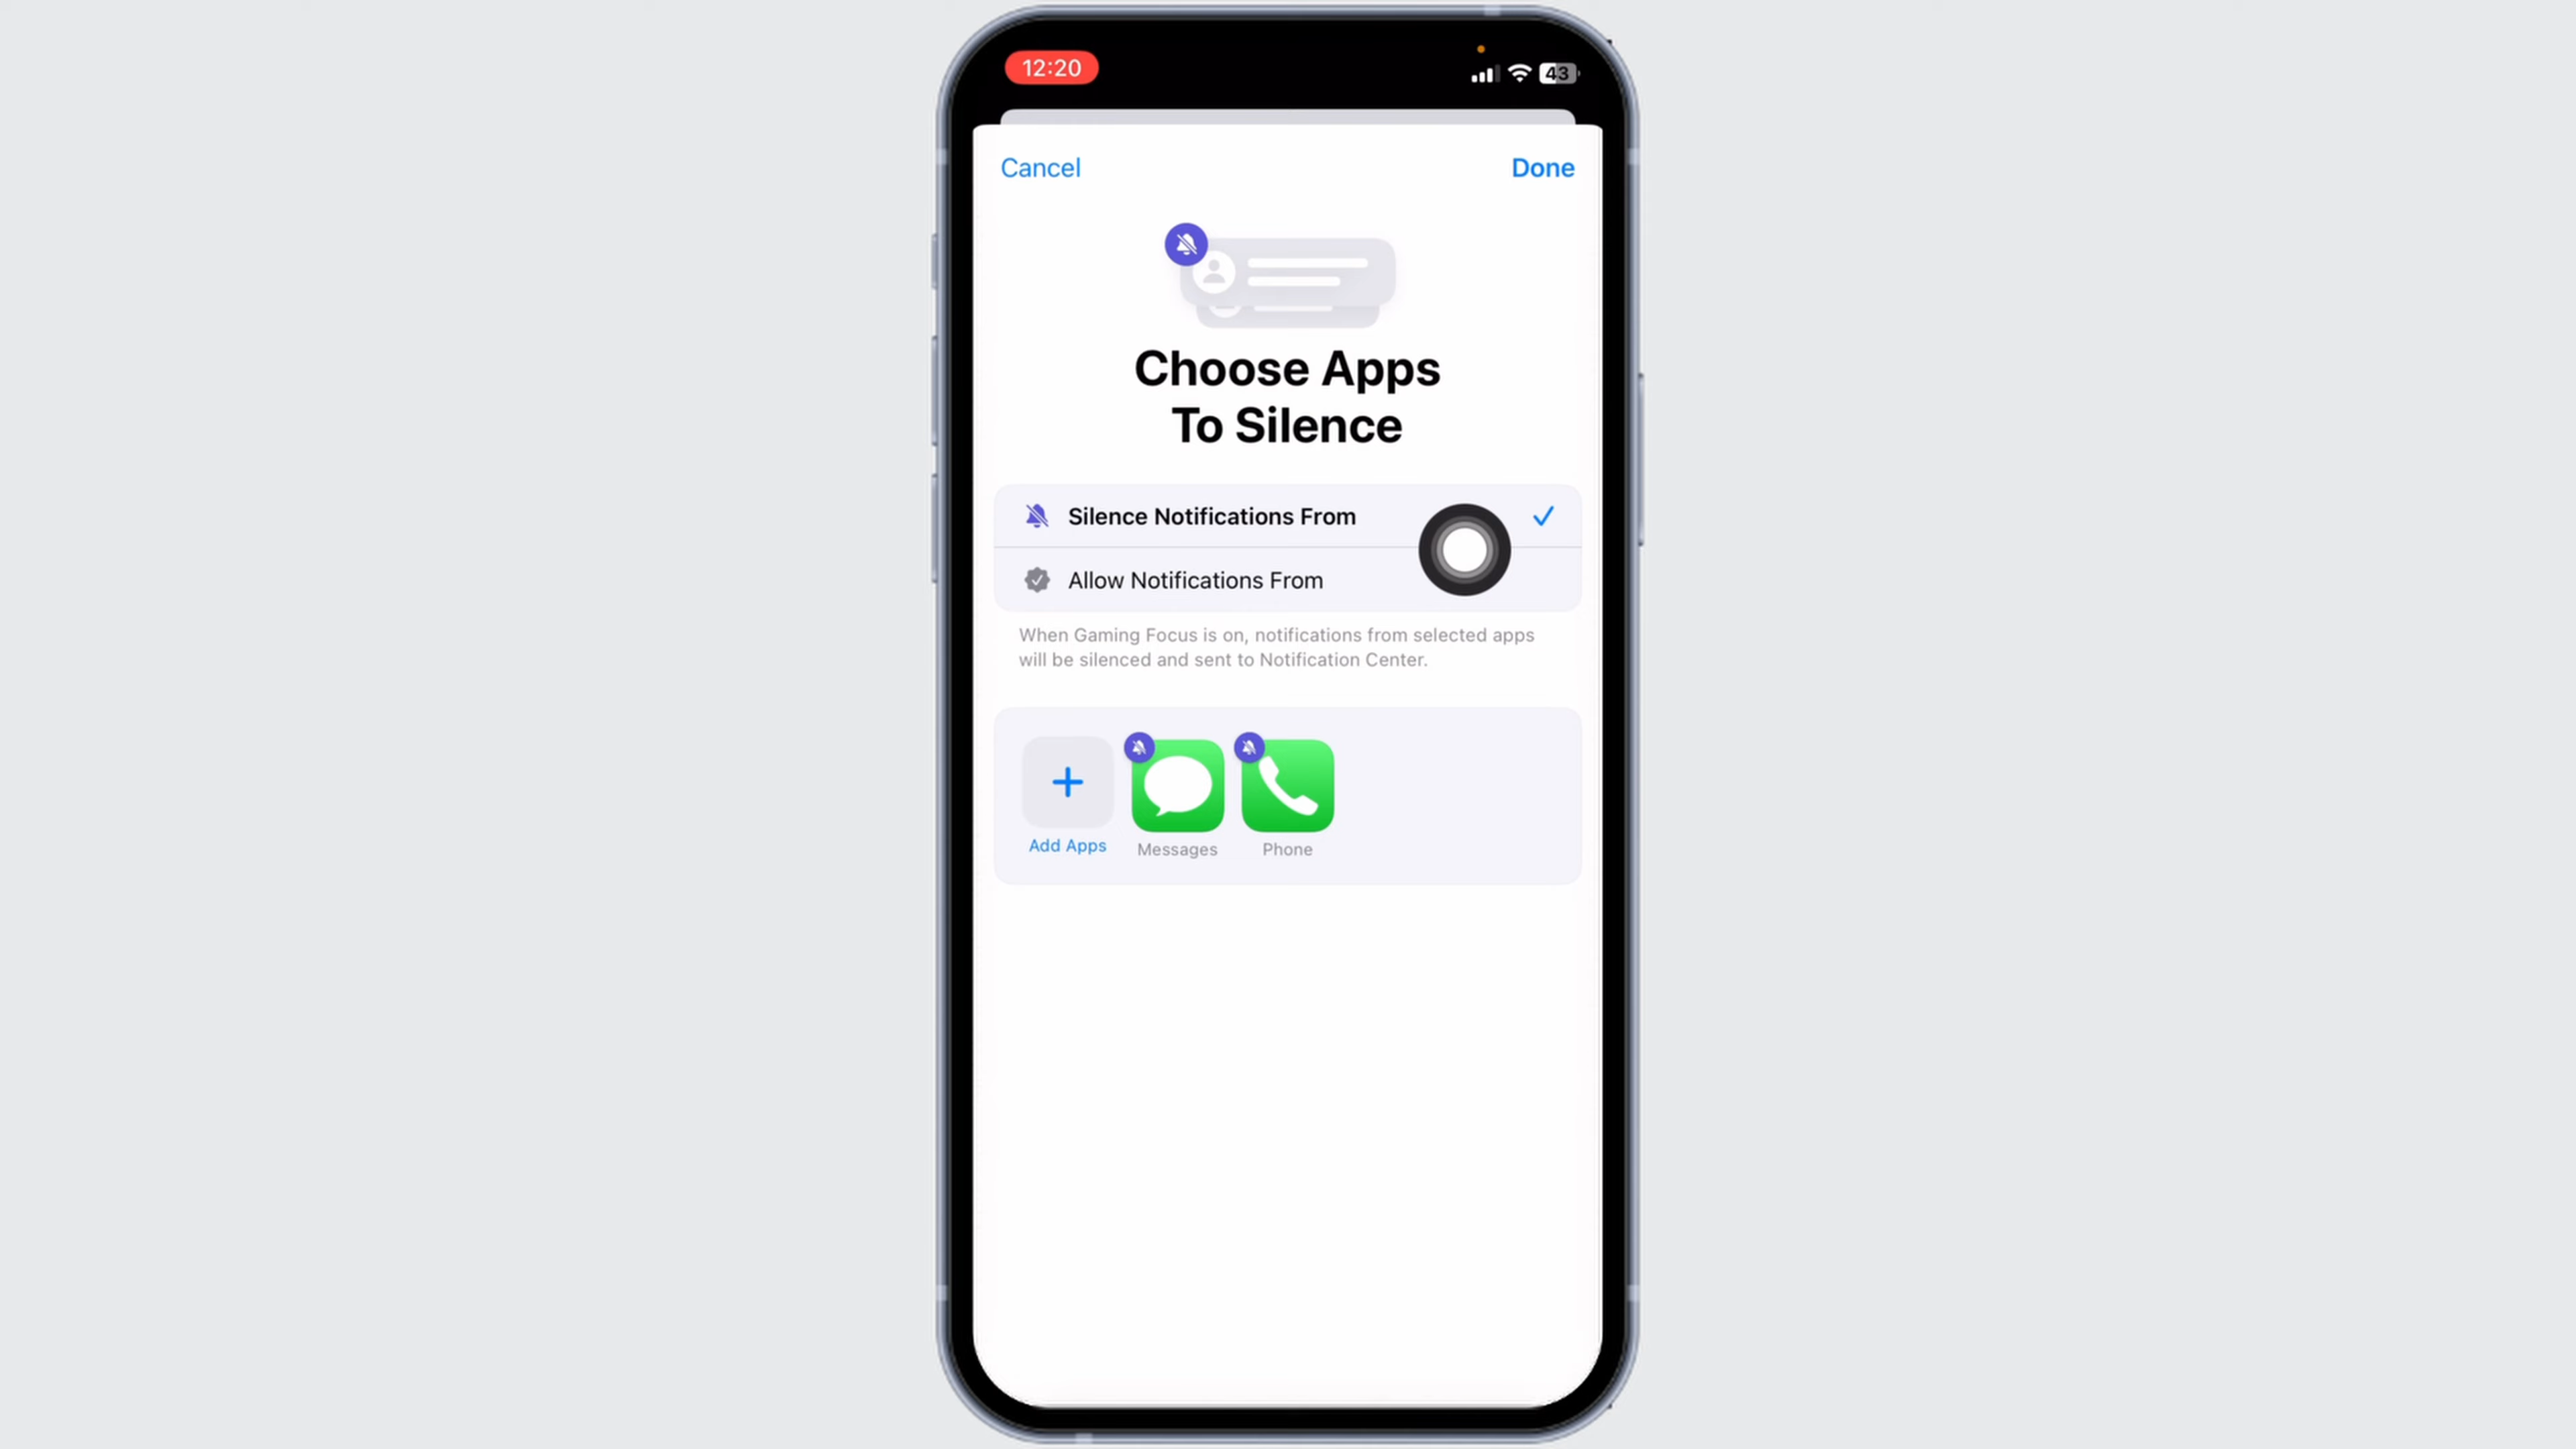 12:20
43
Cancel
Done
Choose Apps
To Silence
Silence Notifications From
Allow Notifications From
When Gaming Focus is on, notifications from selected apps
will be silenced and sent to Notification Center.
Add Apps
Messages
Phone